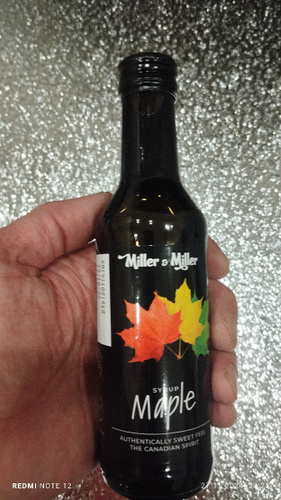 Miller & Miller
SYRUP
Maple
AUTHENTICALLY SWEET FEEL
THE CANADIAN SPIRIT
REDMI NOTE 12